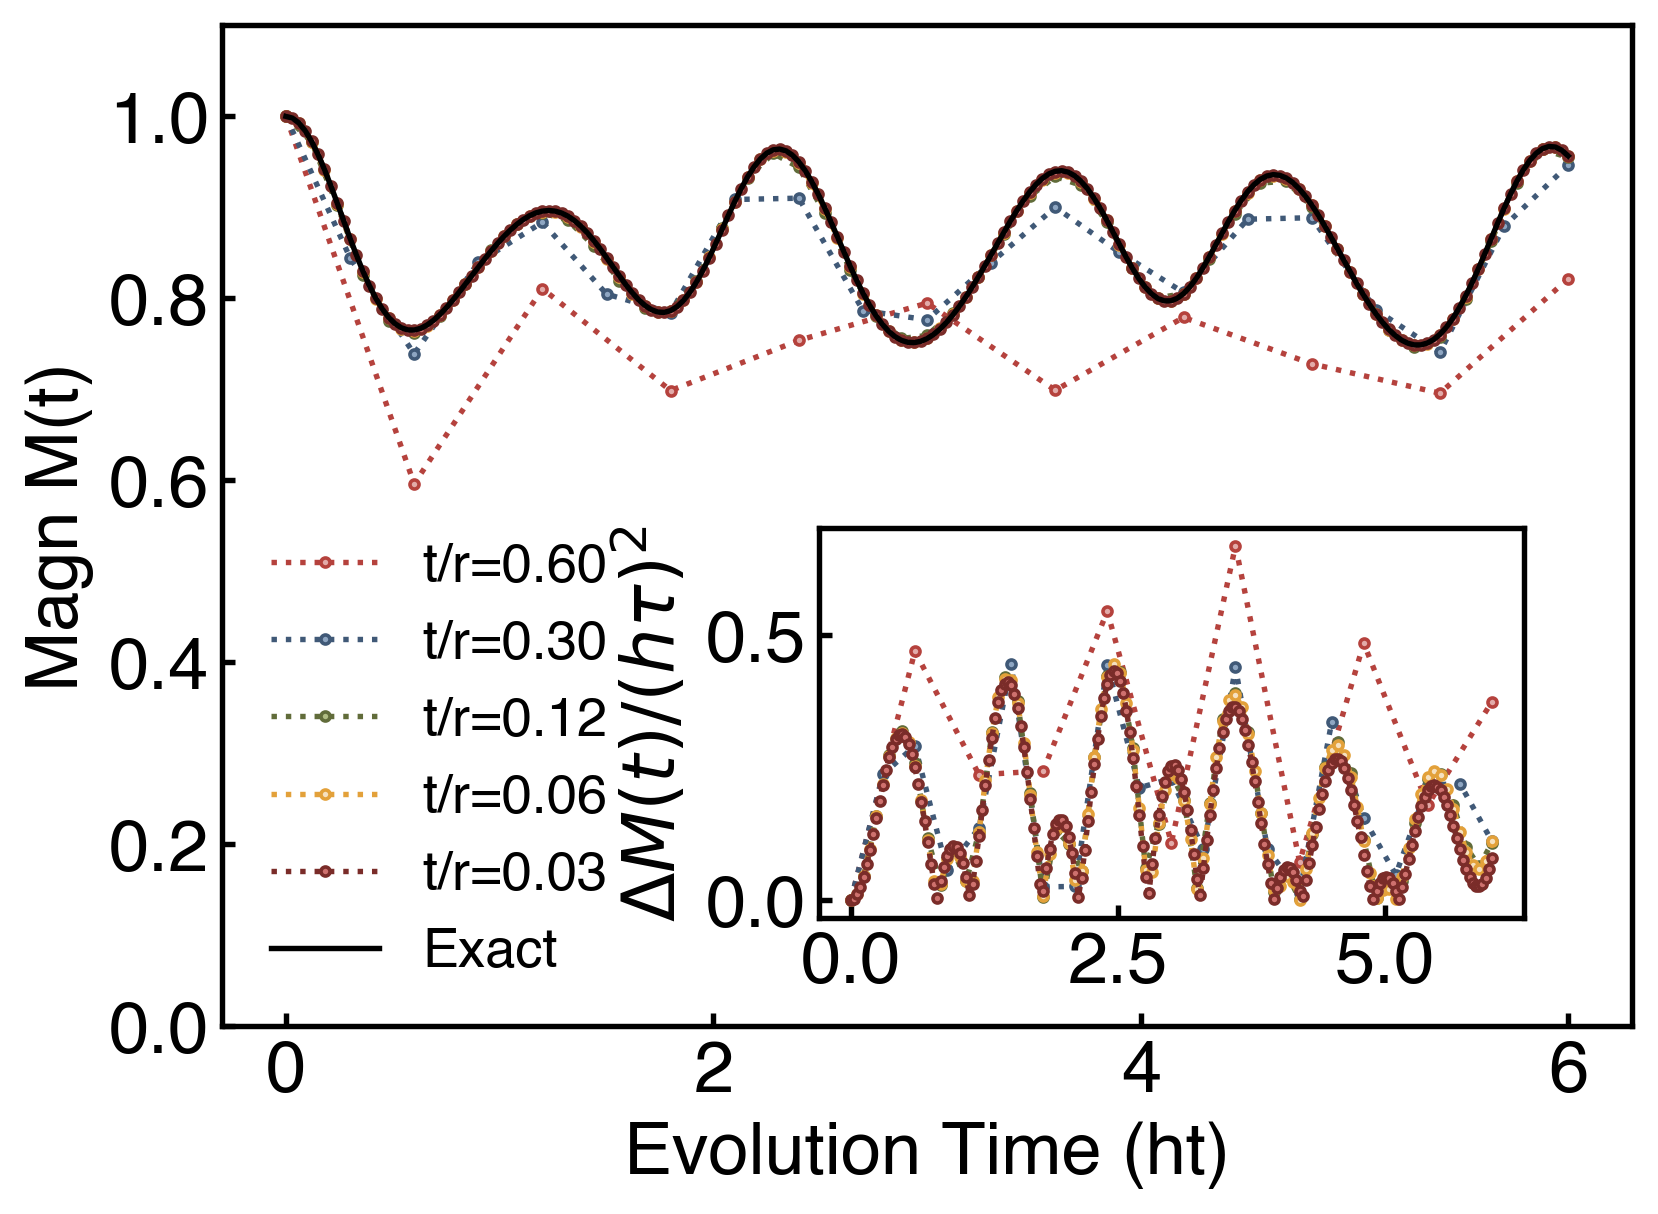 Magn M(t)
1.0
0.8
0.6
0.4
0.2
0.0
t/r=0.60
t/r=0.30
t/r=0.12
t/r=0.06
t/r=0.03
Exact
ΔM(t)/(hτ)²
0.5
0.0
0.0 2.5 5.0
0 2 4 6
Evolution Time (ht)